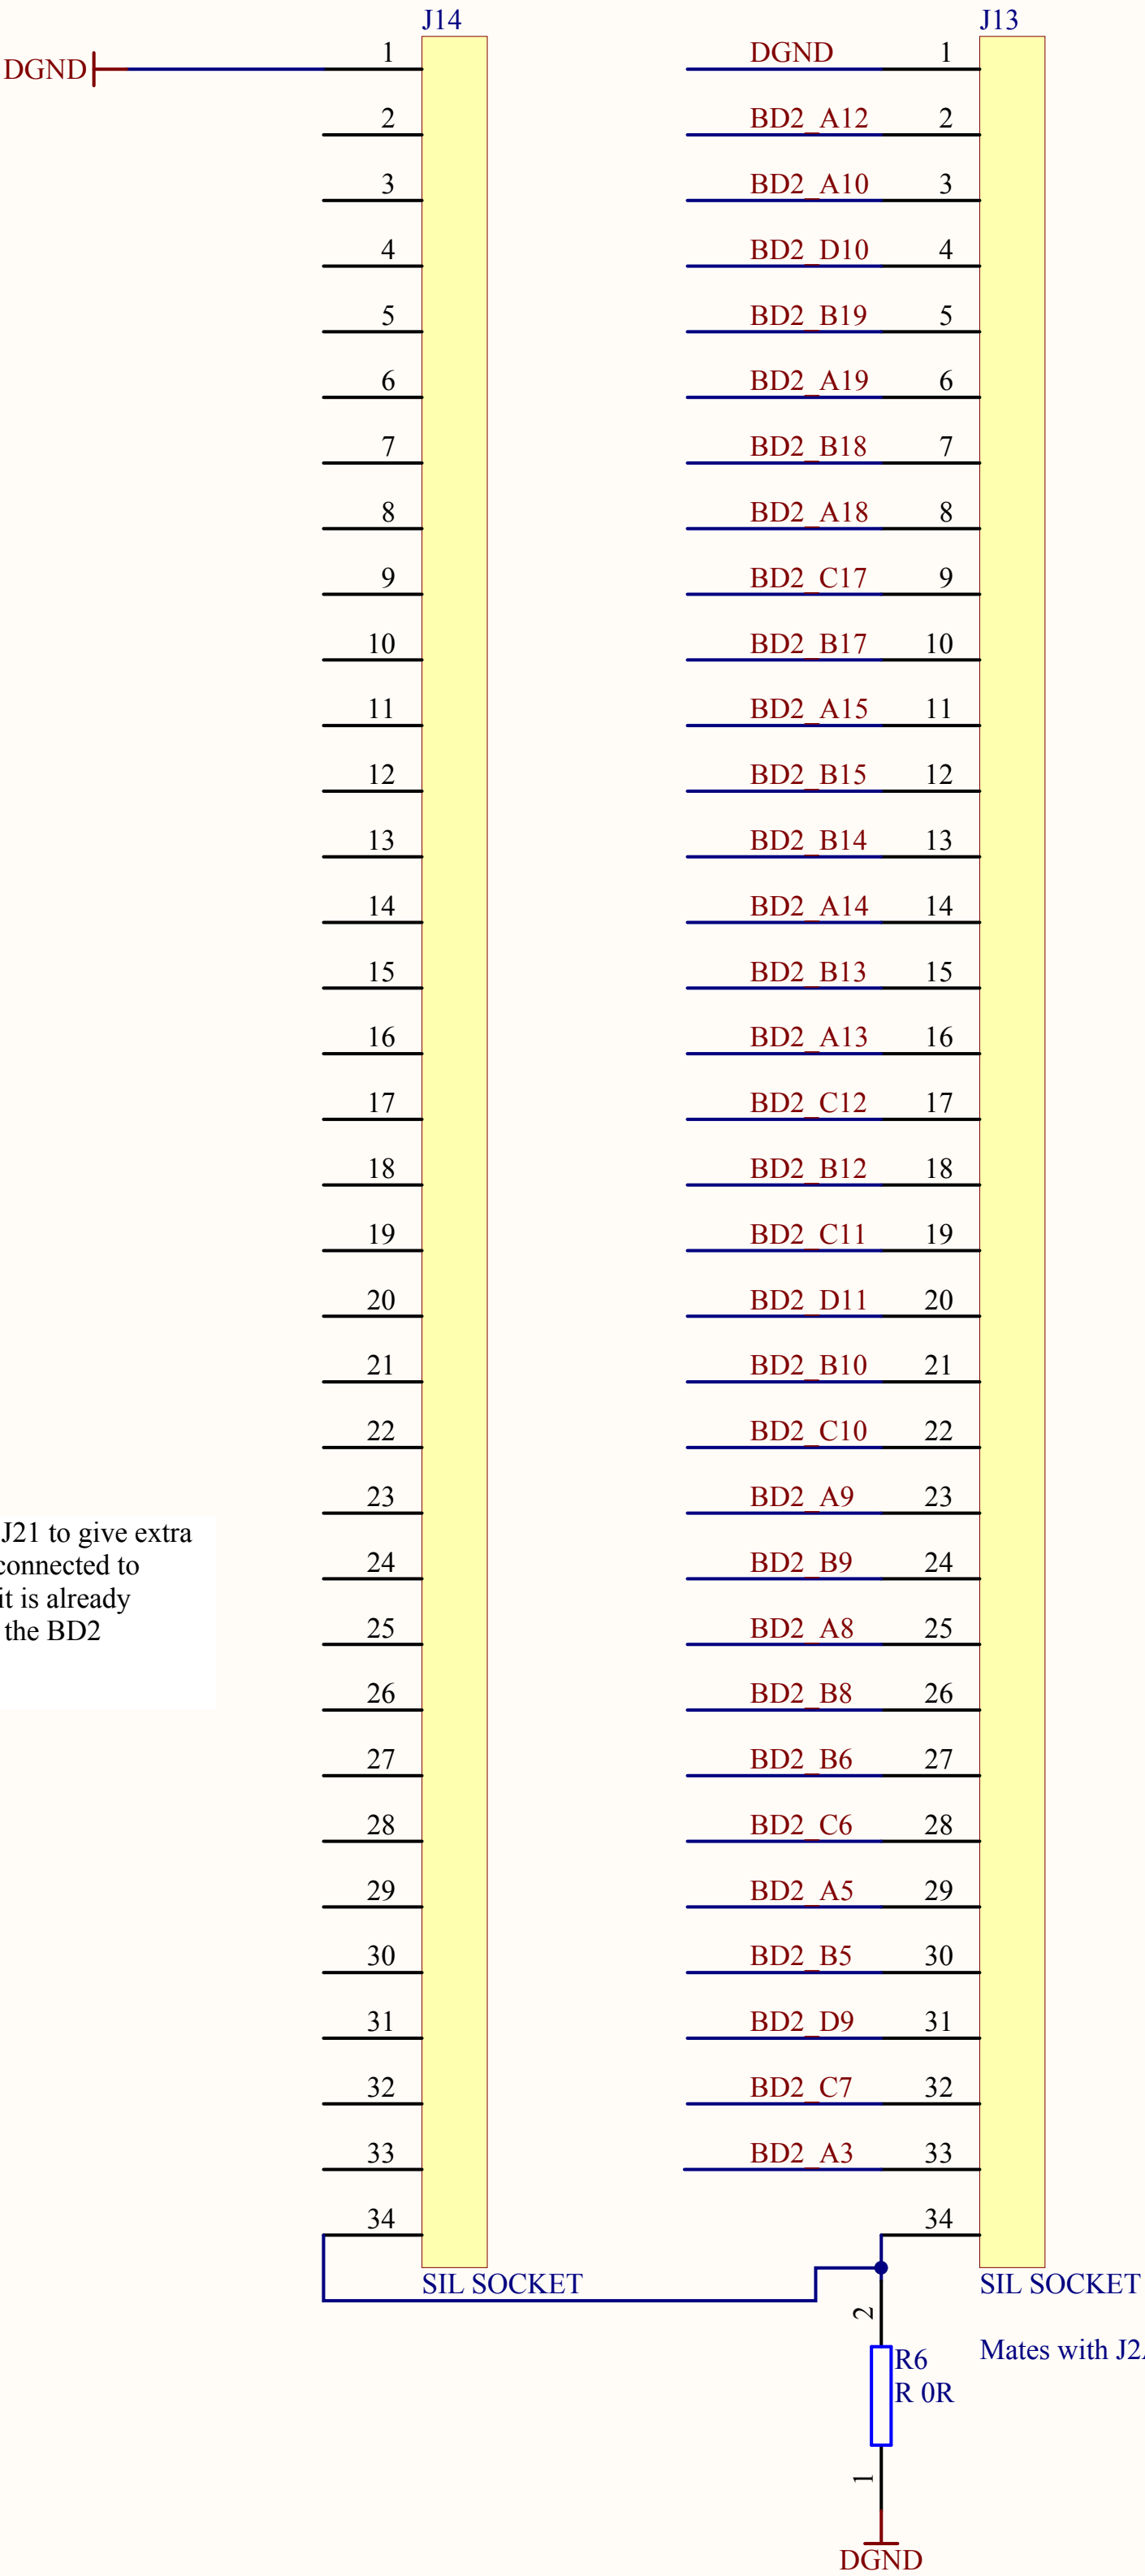 J14
DGND
1
2
3
4
5
6
7
8
9
10
11
12
13
14
15
16
17
18
19
20
21
22
23
24
25
26
27
28
29
30
31
32
33
34
SIL SOCKET
J21 to give extra
connected to
it is already
the BD2
J13
DGND 1
BD2_A12 2
BD2_A10 3
BD2_D10 4
BD2_B19 5
BD2_A19 6
BD2_B18 7
BD2_A18 8
BD2_C17 9
BD2_B17 10
BD2_A15 11
BD2_B15 12
BD2_B14 13
BD2_A14 14
BD2_B13 15
BD2_A13 16
BD2_C12 17
BD2_B12 18
BD2_C11 19
BD2_D11 20
BD2_B10 21
BD2_C10 22
BD2_A9 23
BD2_B9 24
BD2_A8 25
BD2_B8 26
BD2_B6 27
BD2_C6 28
BD2_A5 29
BD2_B5 30
BD2_D9 31
BD2_C7 32
BD2_A3 33
34
SIL SOCKET
Mates with
2
R6
R 0R
1
DGND